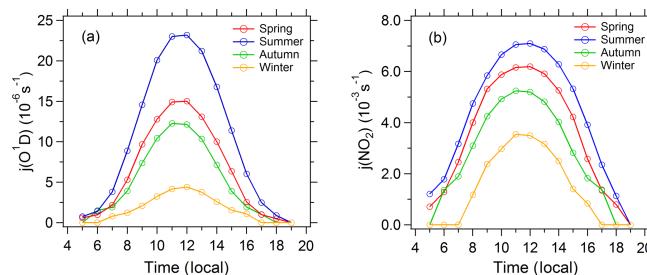 (a)
Spring
Summer
Autumn
Winter
j(O¹D) (10⁻⁶ s⁻¹)
25
20
15
10
5
0
4 6 8 10 12 14 16 18 20
Time (local)
(b)
Spring
Summer
Autumn
Winter
j(NO₂) (10⁻³ s⁻¹)
8.0
6.0
4.0
2.0
0.0
4 6 8 10 12 14 16 18 20
Time (local)